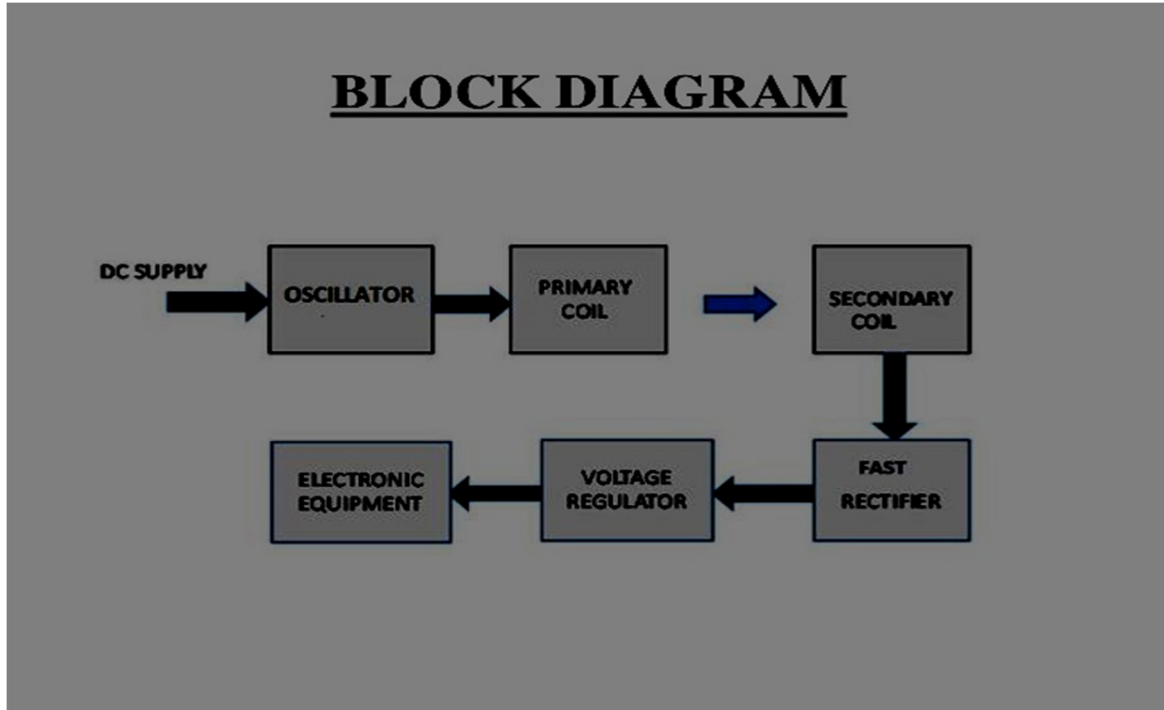 BLOCK DIAGRAM
DC SUPPLY
OSCILLATOR
PRIMARY
COIL
SECONDARY
COIL
ELECTRONIC
EQUIPMENT
VOLTAGE
REGULATOR
FAST
RECTIFIER